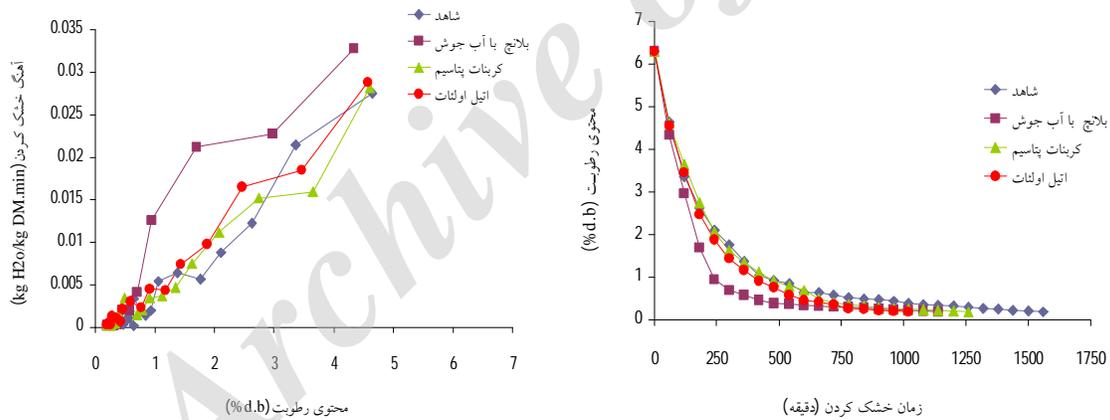 0.035
0.03
0.025
0.02
0.015
0.01
0.005
0
0 1 2 3 4 5 6 7
آهنگ خشک کردن (kg H2o/kg DM.min)
محتوی رطوبت (%d.b)
شاهد
بلانچ با آب جوش
کربنات پتاسیم
اتیل اولئات
7
6
5
4
3
2
1
0
0 250 500 750 1000 1250 1500 1750
محتوی رطوبت (%d.b)
زمان خشک کردن (دقیقه)
شاهد
بلانچ با آب جوش
کربنات پتاسیم
اتیل اولئات
Archive of